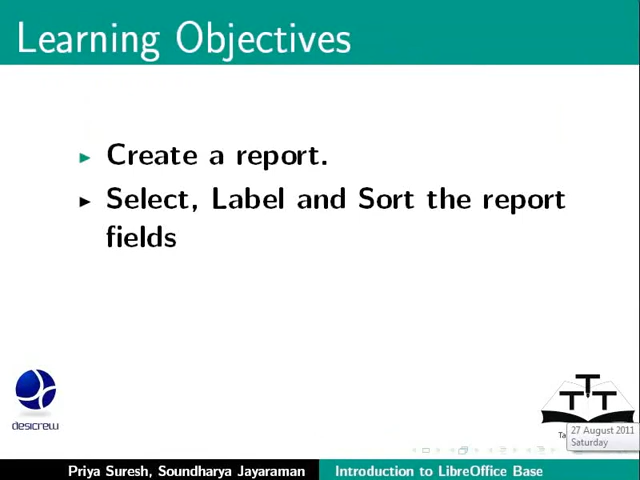 Learning Objectives
Create a report.
Select, Label and Sort the report
fields
desicrew
T
T T
27 August 2011
Saturday
Priya Suresh, Soundharya Jayaraman
Introduction to LibreOffice Base